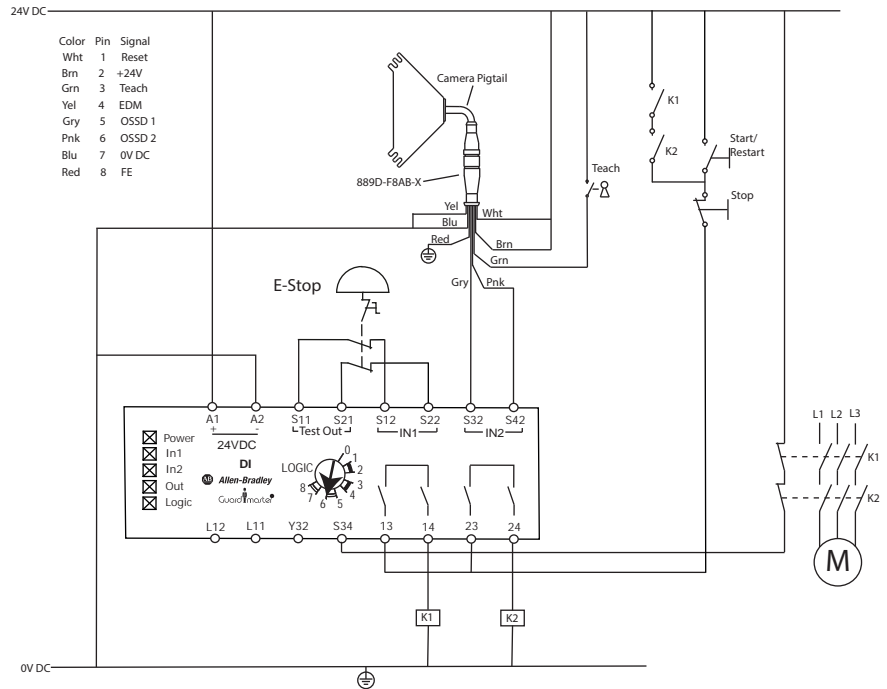 24V DC
Color Pin Signal
Wht 1 Reset
Brn 2 +24V
Grn 3 Teach
Yel 4 EDM
Gry 5 OSSD 1
Pnk 6 OSSD 2
Blu 7 0V DC
Red 8 FE
Camera Pigtail
889D-F8AB-X
K1
K2
Start/
Restart
Stop
Teach
Yel
Wht
Blu
Red
Brn
Grn
Gry
Pnk
E-Stop
A1 A2 S11 S21 S12 S22 S32 S42
+ - Test Out IN1 IN2
24VDC
Power
In1
In2
Out
Logic
DI
AB Allen-Bradley
Guardmaster
LOGIC
0
1
2
3
4
5
6
7
8
L12 L11 Y32 S34 13 14 23 24
L1 L2 L3
K1
K2
M
K1 K2
0V DC